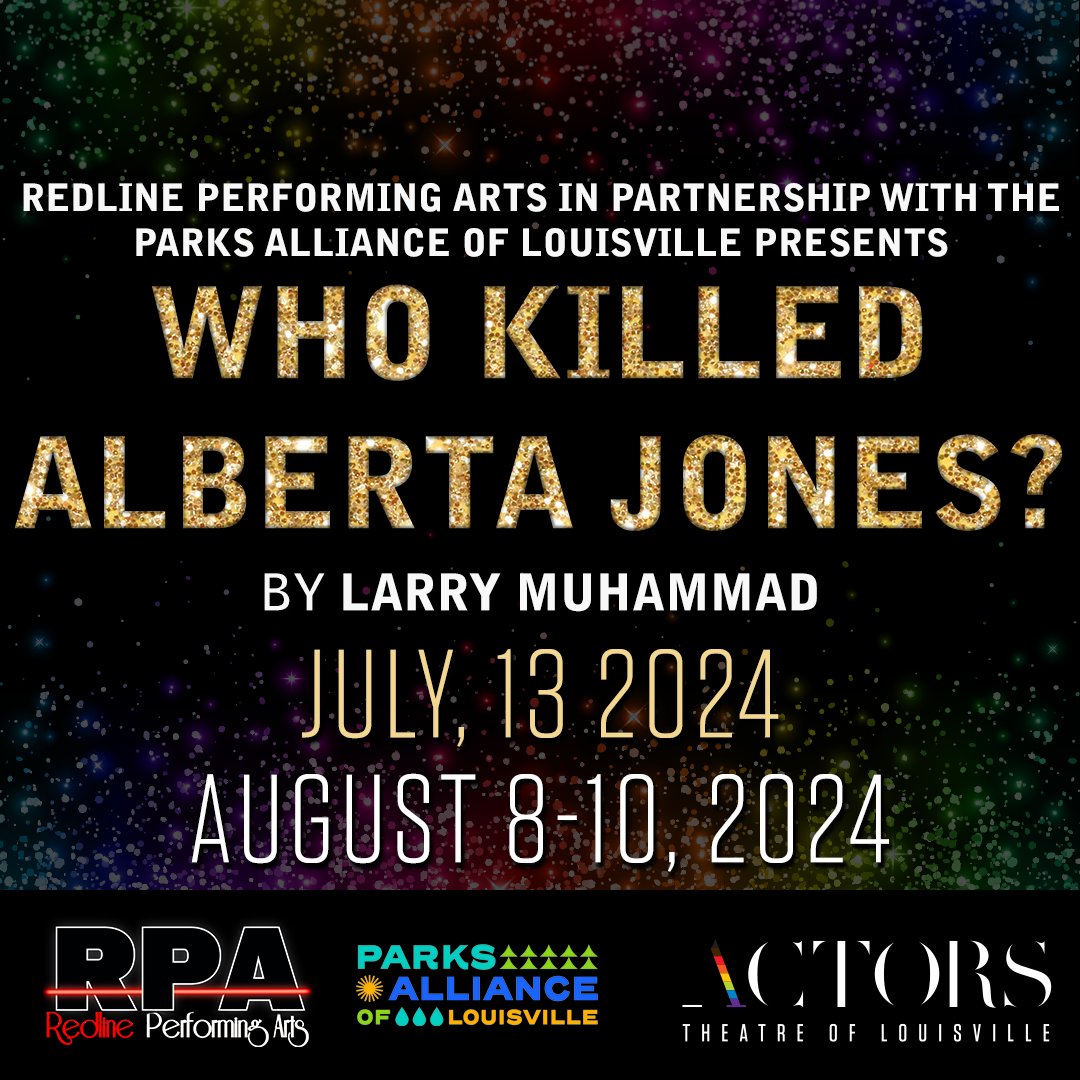 REDLINE PERFORMING ARTS IN PARTNERSHIP WITH THE
PARKS ALLIANCE OF LOUISVILLE PRESENTS
WHO KILLED
ALBERTA JONES?
BY LARRY MUHAMMAD
JULY, 13 2024
AUGUST 8-10, 2024
RPA
Redline Performing Arts
PARKS
ALLIANCE
OF LOUISVILLE
ACTORS
THEATRE OF LOUISVILLE